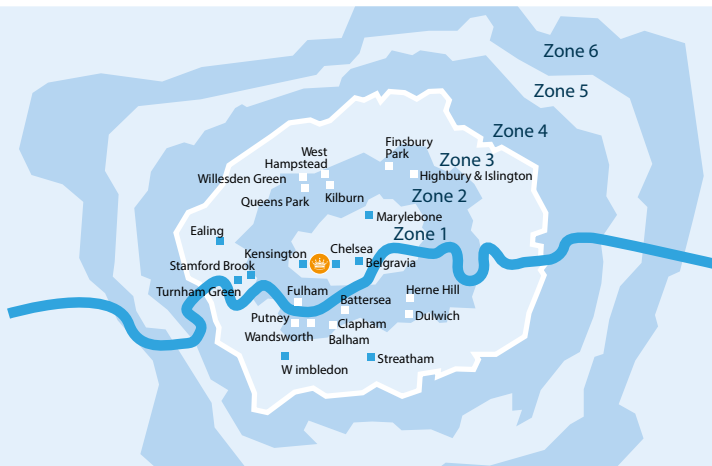 Zone 6
Zone 5
Zone 4
Finsbury
Park
West
Hampstead
Zone 3
Willesden Green
Highbury & Islington
Queens Park
Kilburn
Zone 2
Marylebone
Ealing
Zone 1
Kensington
Chelsea
Belgravia
Stamford Brook
Turnham Green
Fulham
Herne Hill
Battersea
Putney
Clapham
Dulwich
Wandsworth
Balham
Streatham
W imbledon